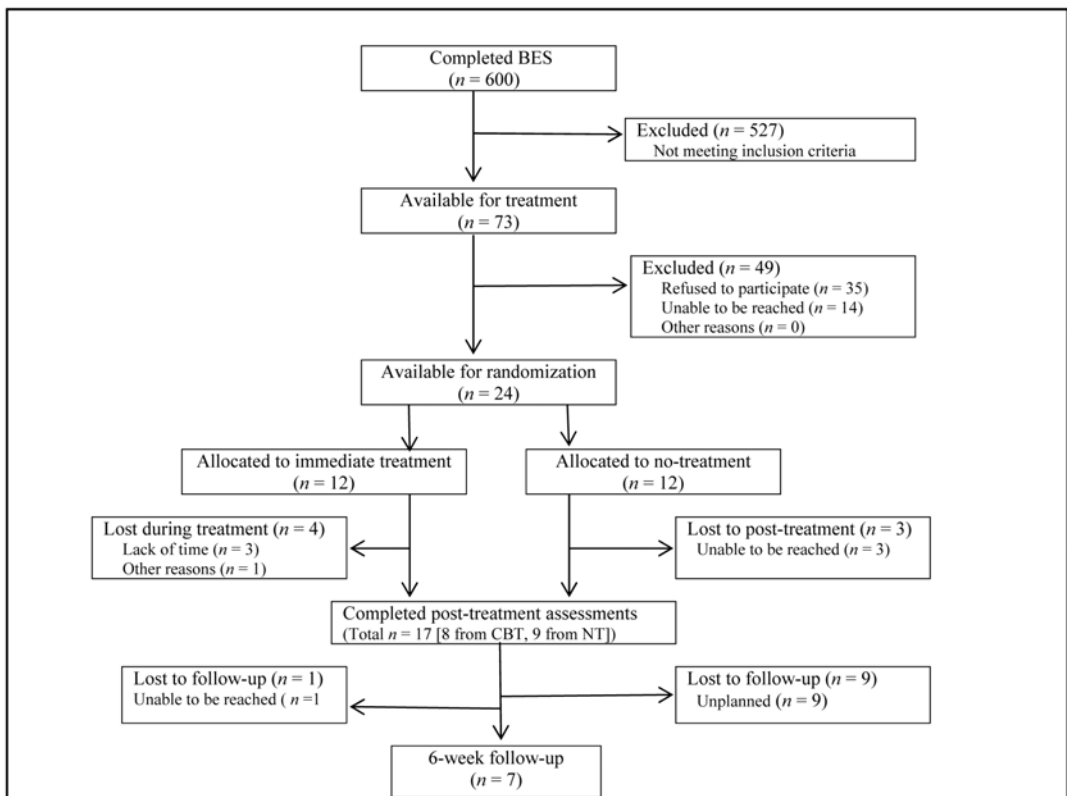 Completed BES
(n = 600)
Excluded (n = 527)
Not meeting inclusion criteria
Available for treatment
(n = 73)
Excluded (n = 49)
Refused to participate (n = 35)
Unable to be reached (n = 14)
Other reasons (n = 0)
Available for randomization
(n = 24)
Allocated to immediate treatment
(n = 12)
Allocated to no-treatment
(n = 12)
Lost during treatment (n = 4)
Lack of time (n = 3)
Other reasons (n = 1)
Lost to post-treatment (n = 3)
Unable to be reached (n = 3)
Completed post-treatment assessments
(Total n = 17 [8 from CBT, 9 from NT])
Lost to follow-up (n = 1)
Unable to be reached ( n =1
Lost to follow-up (n = 9)
Unplanned (n = 9)
6-week follow-up
(n = 7)